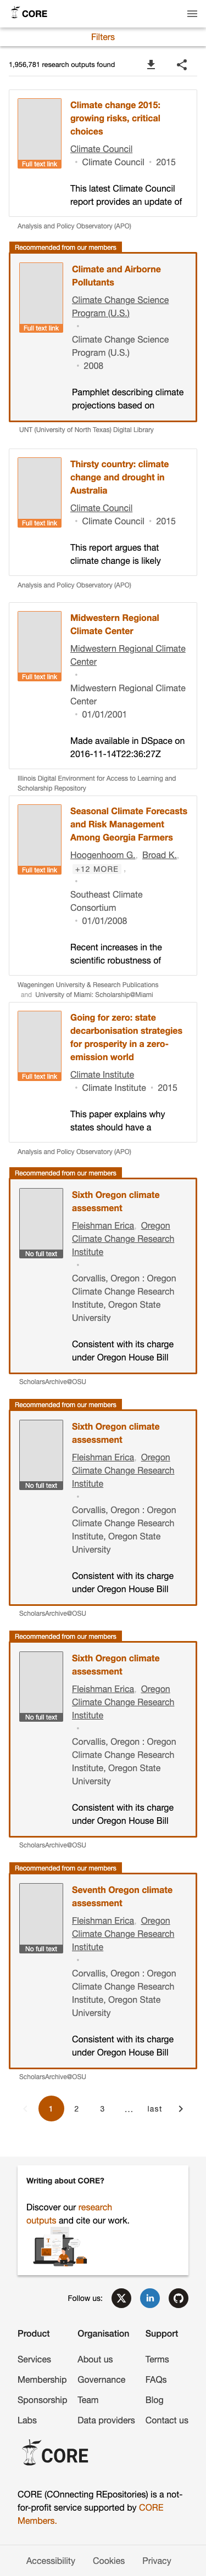 CORE
Filters
1,956,781 research outputs found
Climate change 2015:
growing risks, critical
choices
Full text link
Climate Council
· Climate Council · 2015
This latest Climate Council
report provides an update of
Analysis and Policy Observatory (APO)
Recommended from our members
Climate and Airborne
Pollutants
Full text link
Climate Change Science
Program (U.S.)
·
Climate Change Science
Program (U.S.)
· 2008
Pamphlet describing climate
projections based on
UNT (University of North Texas) Digital Library
Thirsty country: climate
change and drought in
Australia
Full text link
Climate Council
· Climate Council · 2015
This report argues that
climate change is likely
Analysis and Policy Observatory (APO)
Midwestern Regional
Climate Center
Full text link
Midwestern Regional Climate
Center
·
Midwestern Regional Climate
Center
· 01/01/2001
Made available in DSpace on
2016-11-14T22:36:27Z
Illinois Digital Environment for Access to Learning and
Scholarship Repository
Seasonal Climate Forecasts
and Risk Management
Among Georgia Farmers
Full text link
Hoogenhoom G., Broad K.,
+12 MORE ,
·
Southeast Climate
Consortium
· 01/01/2008
Recent increases in the
scientific robustness of
Wageningen University & Research Publications
and University of Miami: Scholarship@Miami
Going for zero: state
decarbonisation strategies
for prosperity in a zero-
emission world
Full text link
Climate Institute
· Climate Institute · 2015
This paper explains why
states should have a
Analysis and Policy Observatory (APO)
Recommended from our members
Sixth Oregon climate
assessment
No full text
Fleishman Erica, Oregon
Climate Change Research
Institute
·
Corvallis, Oregon : Oregon
Climate Change Research
Institute, Oregon State
University
Consistent with its charge
under Oregon House Bill
ScholarsArchive@OSU
Recommended from our members
Sixth Oregon climate
assessment
No full text
Fleishman Erica, Oregon
Climate Change Research
Institute
·
Corvallis, Oregon : Oregon
Climate Change Research
Institute, Oregon State
University
Consistent with its charge
under Oregon House Bill
ScholarsArchive@OSU
Recommended from our members
Sixth Oregon climate
assessment
No full text
Fleishman Erica, Oregon
Climate Change Research
Institute
·
Corvallis, Oregon : Oregon
Climate Change Research
Institute, Oregon State
University
Consistent with its charge
under Oregon House Bill
ScholarsArchive@OSU
Recommended from our members
Seventh Oregon climate
assessment
No full text
Fleishman Erica, Oregon
Climate Change Research
Institute
·
Corvallis, Oregon : Oregon
Climate Change Research
Institute, Oregon State
University
Consistent with its charge
under Oregon House Bill
ScholarsArchive@OSU
1 2 3 ... last
Writing about CORE?
Discover our research
outputs and cite our work.
Follow us:
Product Organisation Support
Services About us Terms
Membership Governance FAQs
Sponsorship Team Blog
Labs Data providers Contact us
CORE
CORE (COnnecting REpositories) is a not-
for-profit service supported by CORE
Members.
Accessibility Cookies Privacy